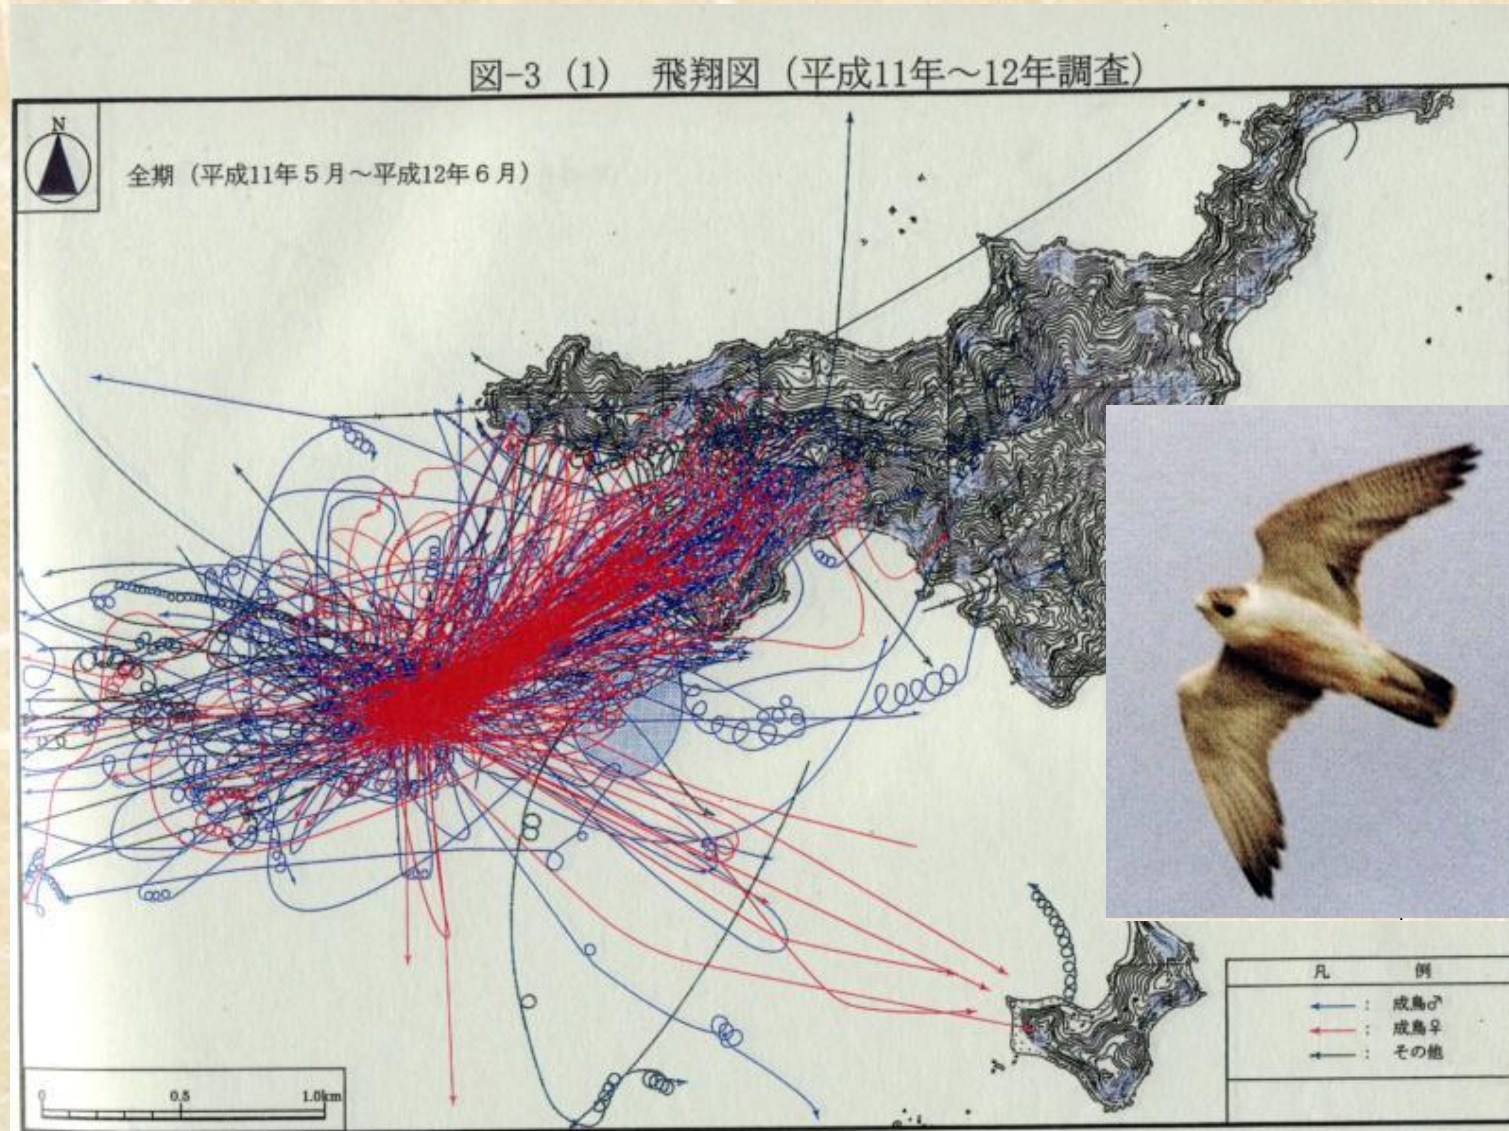 図-3 (1) 飛翔図 (平成11年～12年調査)
N
全期 (平成11年5月～平成12年6月)
凡 例
: 成鳥♂
: 成鳥♀
: その他
0 0.5 1.0km